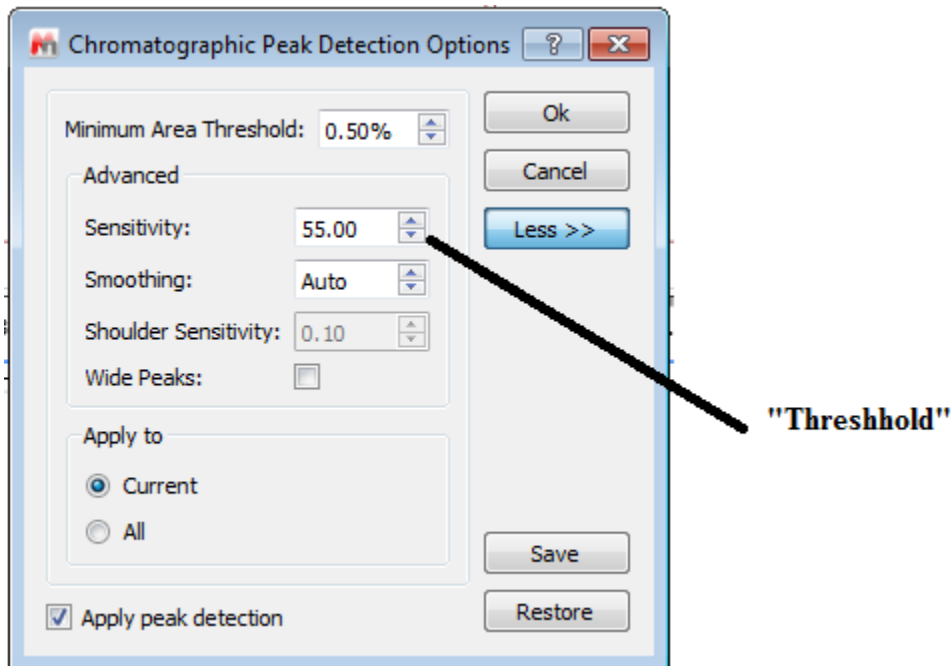 Chromatographic Peak Detection Options
Minimum Area Threshold: 0.50%
Ok
Advanced
Cancel
Sensitivity: 55.00
Less >>
Smoothing: Auto
Shoulder Sensitivity: 0.10
Wide Peaks:
"Threshhold"
Apply to
Current
All
Save
Apply peak detection
Restore